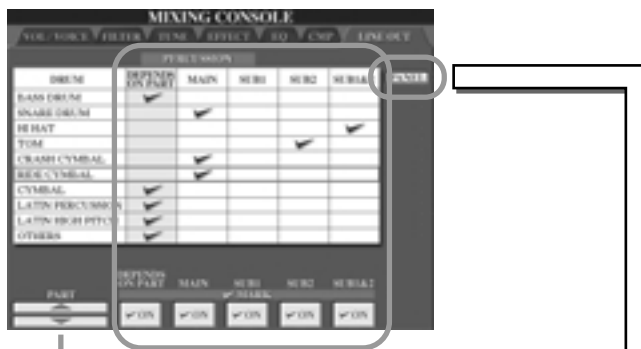 MIXING CONSOLE
VOL/VOICE FILTER TUNE EFFECT EQ CMP LINE OUT
PERCUSSION
DRUM DEPENDS ON PART MAIN SUB1 SUB2 SUB1&2 PANEL
BASS DRUM
SNARE DRUM
HI HAT
TOM
CRASH CYMBAL
RIDE CYMBAL
CYMBAL
LATIN PERCUSSION
LATIN HIGH PITCH
OTHERS
DEPENDS ON PART MAIN SUB1 SUB2 SUB1&2
PART ✓ MARK
✓ON ✓ON ✓ON ✓ON ✓ON